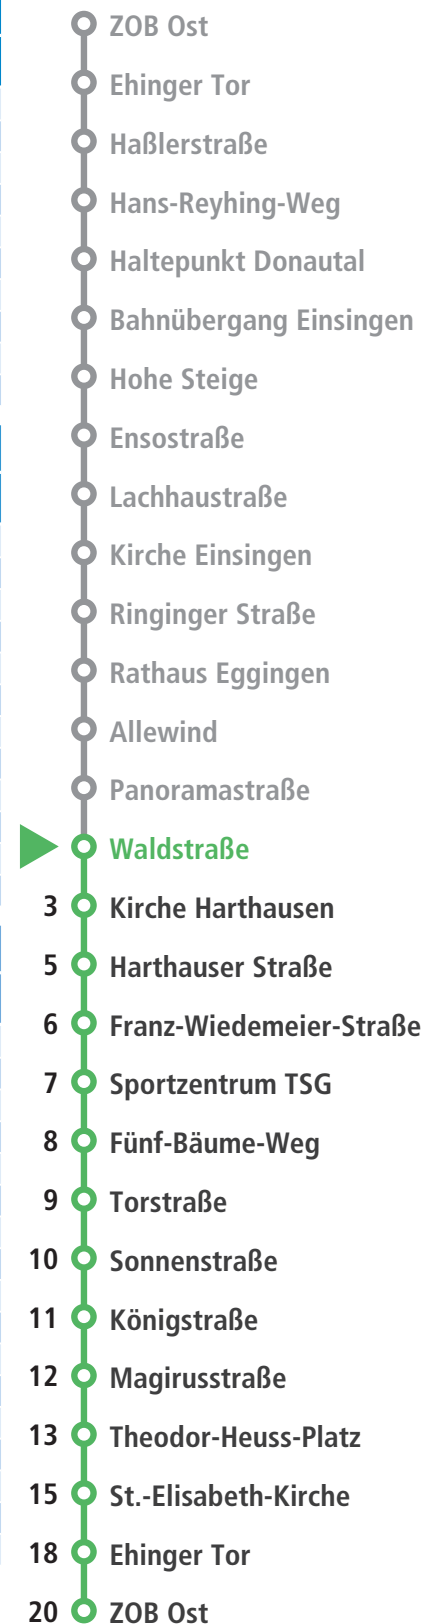 ZOB Ost
Ehinger Tor
Haßlerstraße
Hans-Reyhing-Weg
Haltepunkt Donautal
Bahnübergang Einsingen
Hohe Steige
Ensostraße
Lachhaustraße
Kirche Einsingen
Ringinger Straße
Rathaus Eggingen
Allewind
Panoramastraße
Waldstraße
3 Kirche Harthausen
5 Harthauser Straße
6 Franz-Wiedemeier-Straße
7 Sportzentrum TSG
8 Fünf-Bäume-Weg
9 Torstraße
10 Sonnenstraße
11 Königstraße
12 Magirusstraße
13 Theodor-Heuss-Platz
15 St.-Elisabeth-Kirche
18 Ehinger Tor
20 ZOB Ost